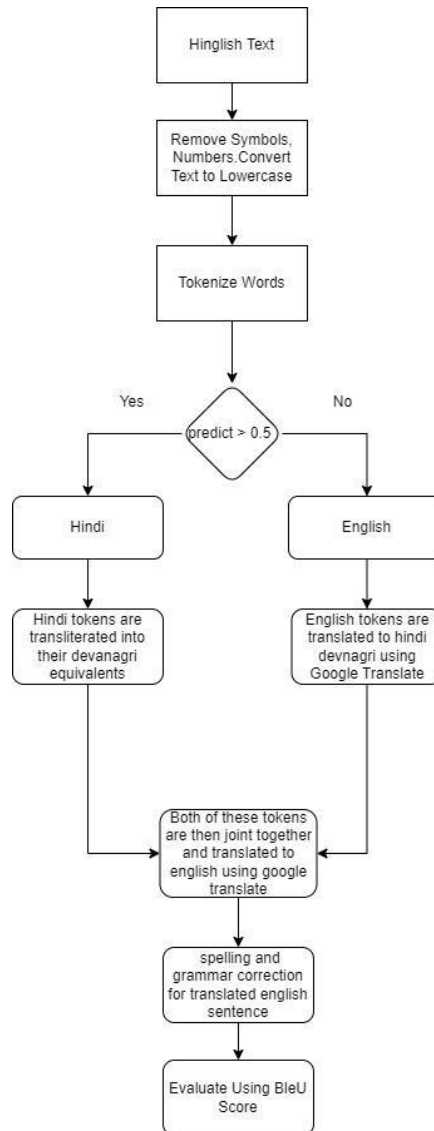 Hinglish Text
Remove Symbols,
Numbers.Convert
Text to Lowercase
Tokenize Words
Yes
No
predict > 0.5
Hindi
English
Hindi tokens are
transliterated into
their devanagri
equivalents
English tokens are
translated to hindi
devnagri using
Google Translate
Both of these tokens
are then joint together
and translated to
english using google
translate
spelling and
grammar correction
for translated english
sentence
Evaluate Using BleU
Score